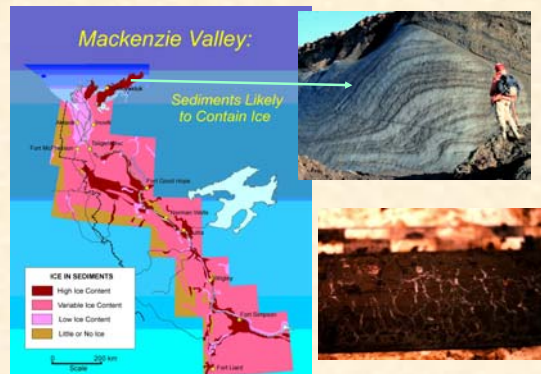 Mackenzie Valley:
Sediments Likely
to Contain Ice
Inuvik
Fort McPherson
Fort Good Hope
Norman Wells
Fort Simpson
Fort Liard
ICE IN SEDIMENTS
High Ice Content
Variable Ice Content
Low Ice Content
Little or No Ice
0
200 km
Scale